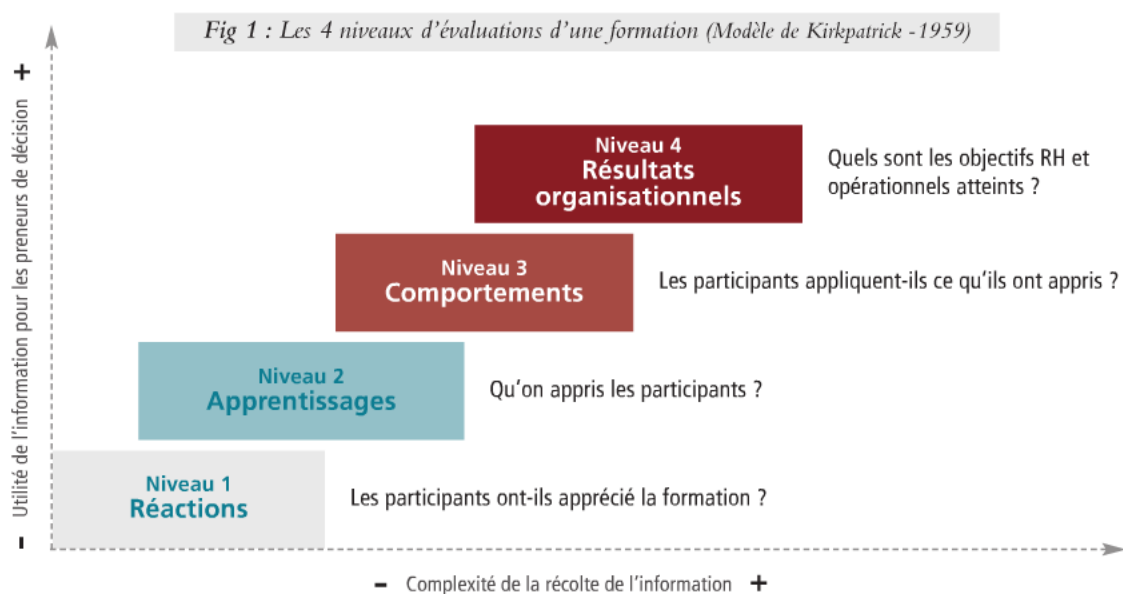 Fig 1 : Les 4 niveaux d'évaluations d'une formation (Modèle de Kirkpatrick -1959)
+
Utilité de l'information pour les preneurs de décision
-
Niveau 4
Résultats
organisationnels
Quels sont les objectifs RH et
opérationnels atteints ?
Niveau 3
Comportements
Les participants appliquent-ils ce qu'ils ont appris ?
Niveau 2
Apprentissages
Qu'on appris les participants ?
Niveau 1
Réactions
Les participants ont-ils apprécié la formation ?
- Complexité de la récolte de l'information +